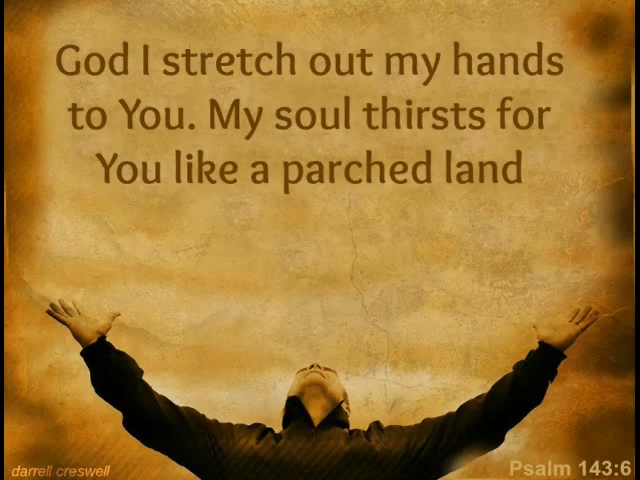 God I stretch out my hands
to You. My soul thirsts for
You like a parched land
darrell creswell
Psalm 143:6